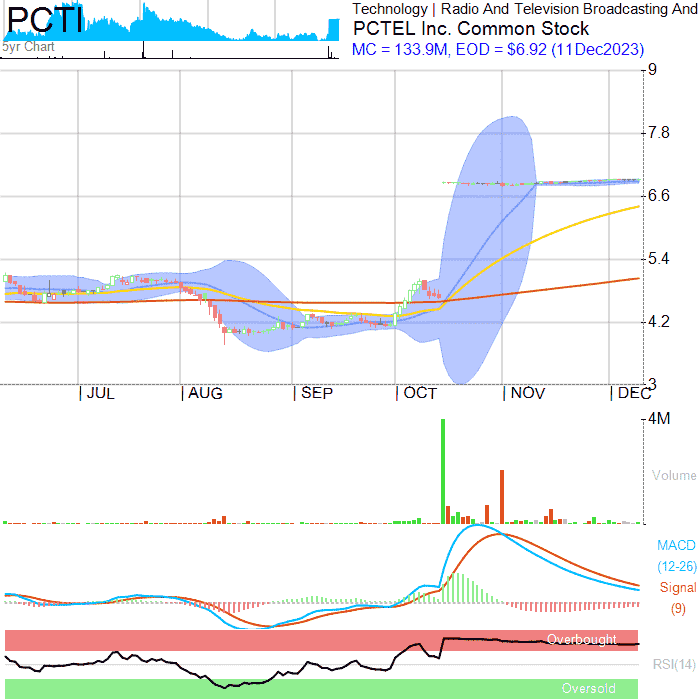 PCTI
5yr Chart
Technology | Radio And Television Broadcasting And
PCTEL Inc. Common Stock
MC = 133.9M, EOD = $6.92 (11Dec2023)
9
7.8
6.6
5.4
4.2
3
JUL AUG SEP OCT NOV DEC
4M
Volume
MACD
(12-26)
Signal
(9)
Overbought
RSI(14)
Oversold